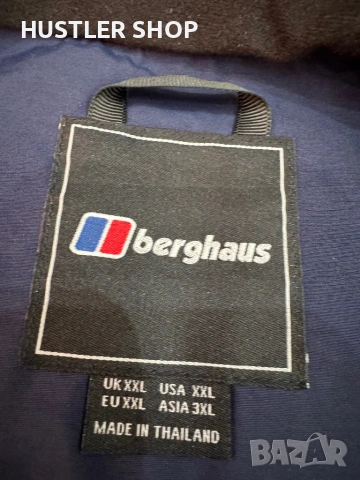 HUSTLER SHOP
berghaus
UK XXL USA XXL
EU XXL ASIA 3XL
MADE IN THAILAND
BAZAR